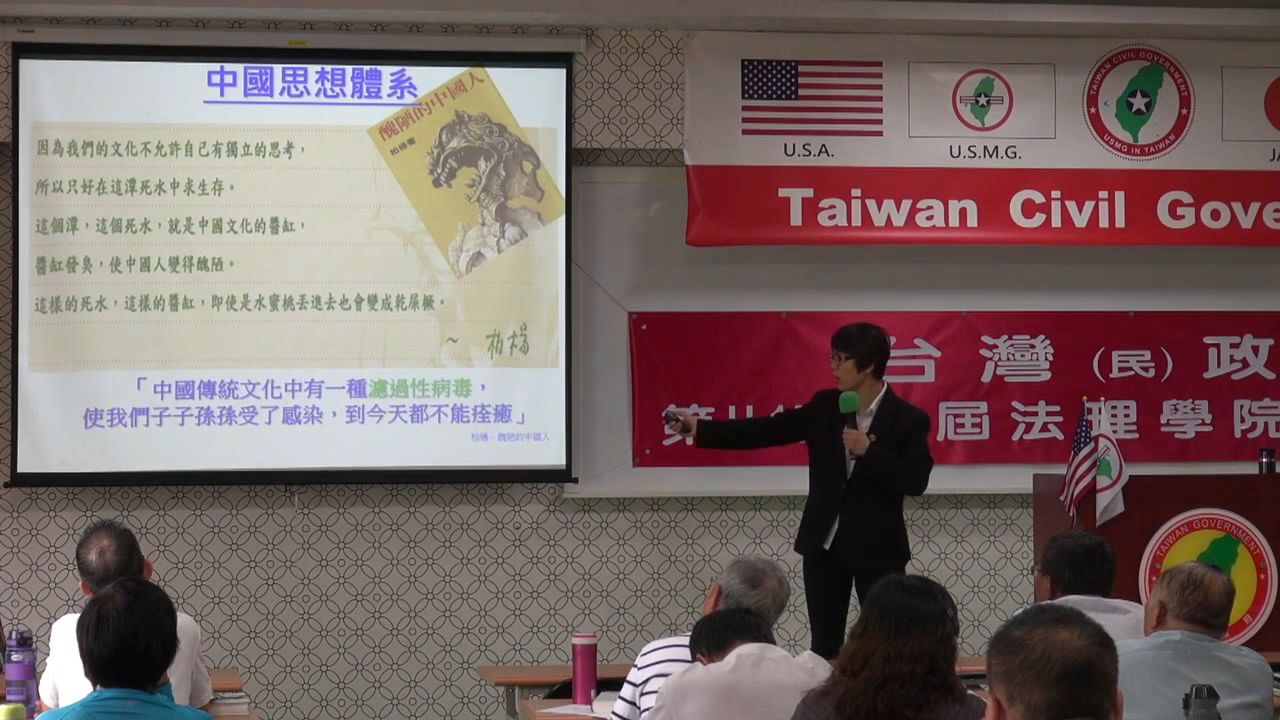 中國思想體系
醜陋的中國人
柏楊著
因為我們的文化不允許自己有獨立的思考，
所以只好在這潭死水中求生存。
這個潭，這個死水，就是中國文化的醬缸，
醬缸發臭，使中國人變得醜陋。
這樣的死水，這樣的醬缸，即使是水蜜桃丟進去也會變成乾屎橛。
~ 柏楊
「中國傳統文化中有一種濾過性病毒，
使我們子子孫孫受了感染，到今天都不能痊癒」
柏楊，醜陋的中國人
U.S.A.
U.S.M.G.
TAIWAN CIVIL GOVERNMENT
USMG IN TAIWAN
JA
Taiwan Civil Gove
台灣(民)政
第 屆法理學院
TAIWAN GOVERNMENT